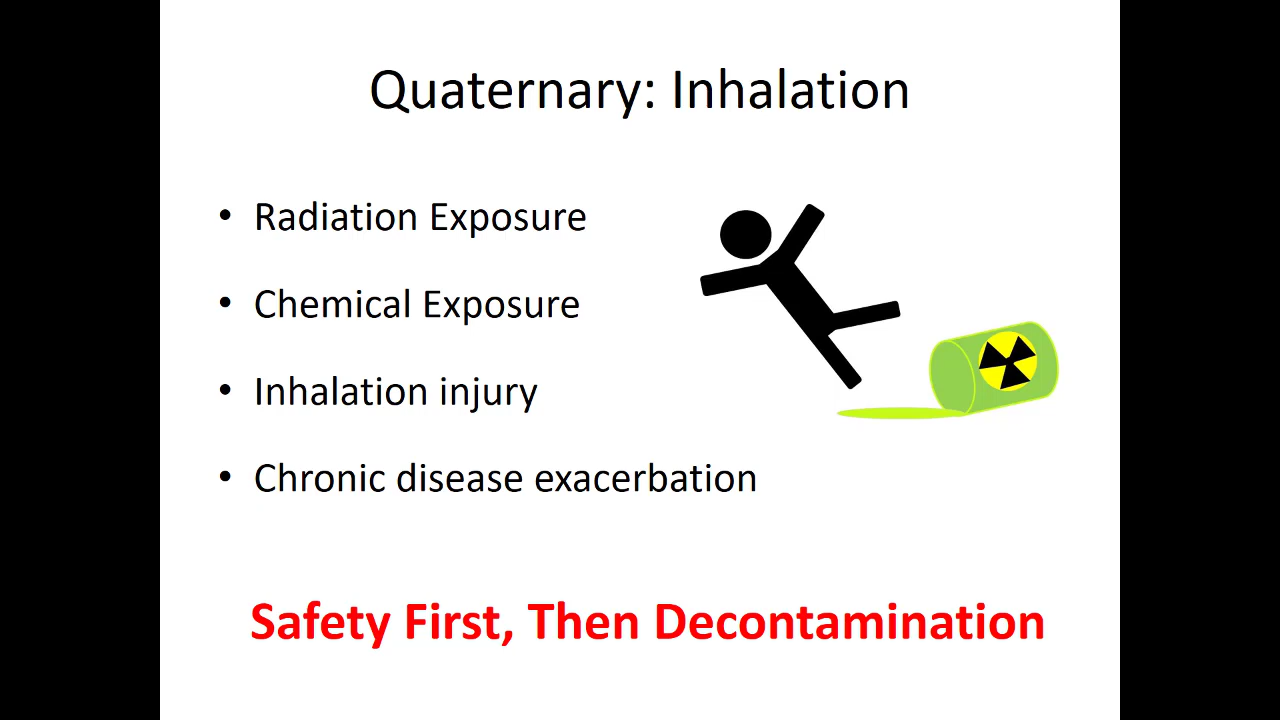 Quaternary: Inhalation
• Radiation Exposure
• Chemical Exposure
• Inhalation injury
• Chronic disease exacerbation
Safety First, Then Decontamination